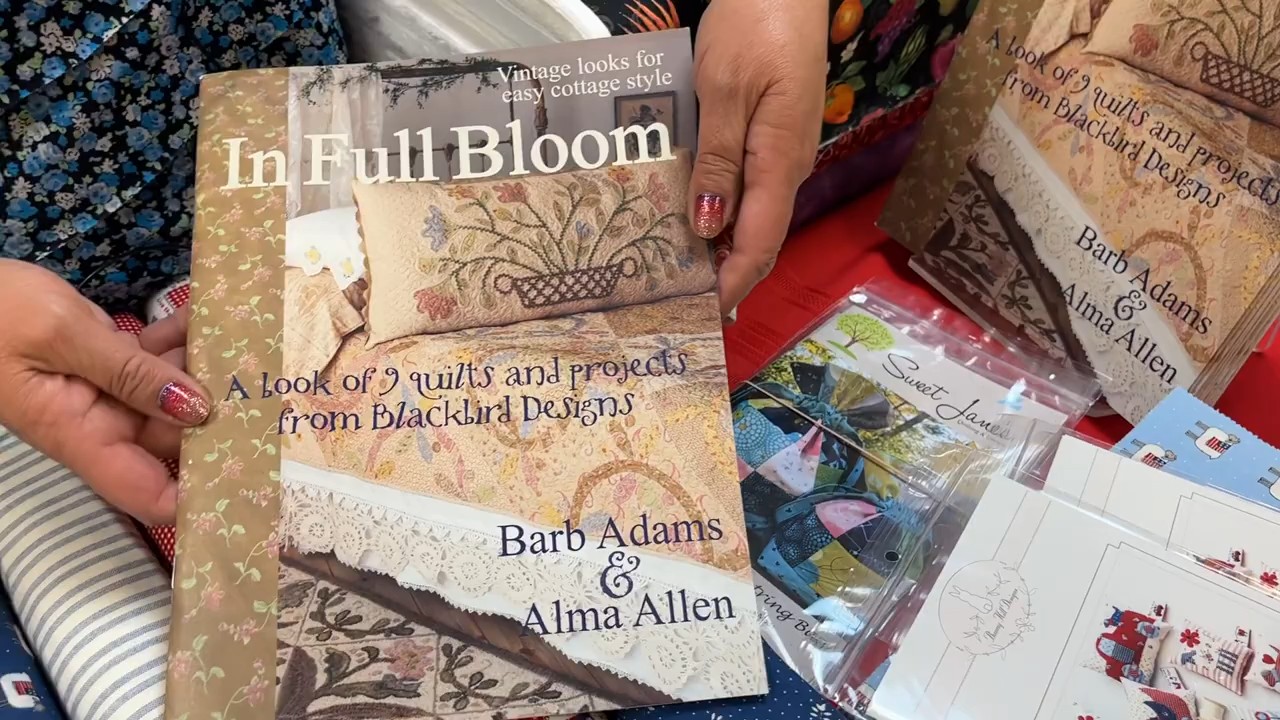 Vintage looks for
easy cottage style
In Full Bloom
A look of 9 quilts and projects
from Blackbird Designs
Barb Adams
&
Alma Allen
A look of 9 quilts and projects
from Blackbird Designs
Barb Adams
&
Alma Allen
Sweet Jane's